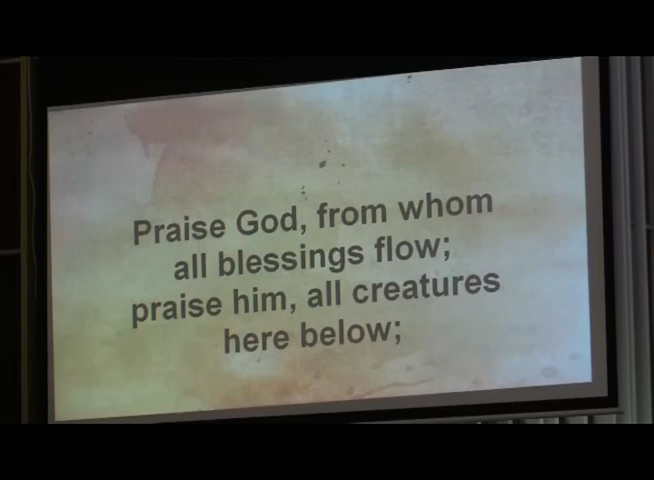 Praise God, from whom
all blessings flow;
praise him, all creatures
here below;